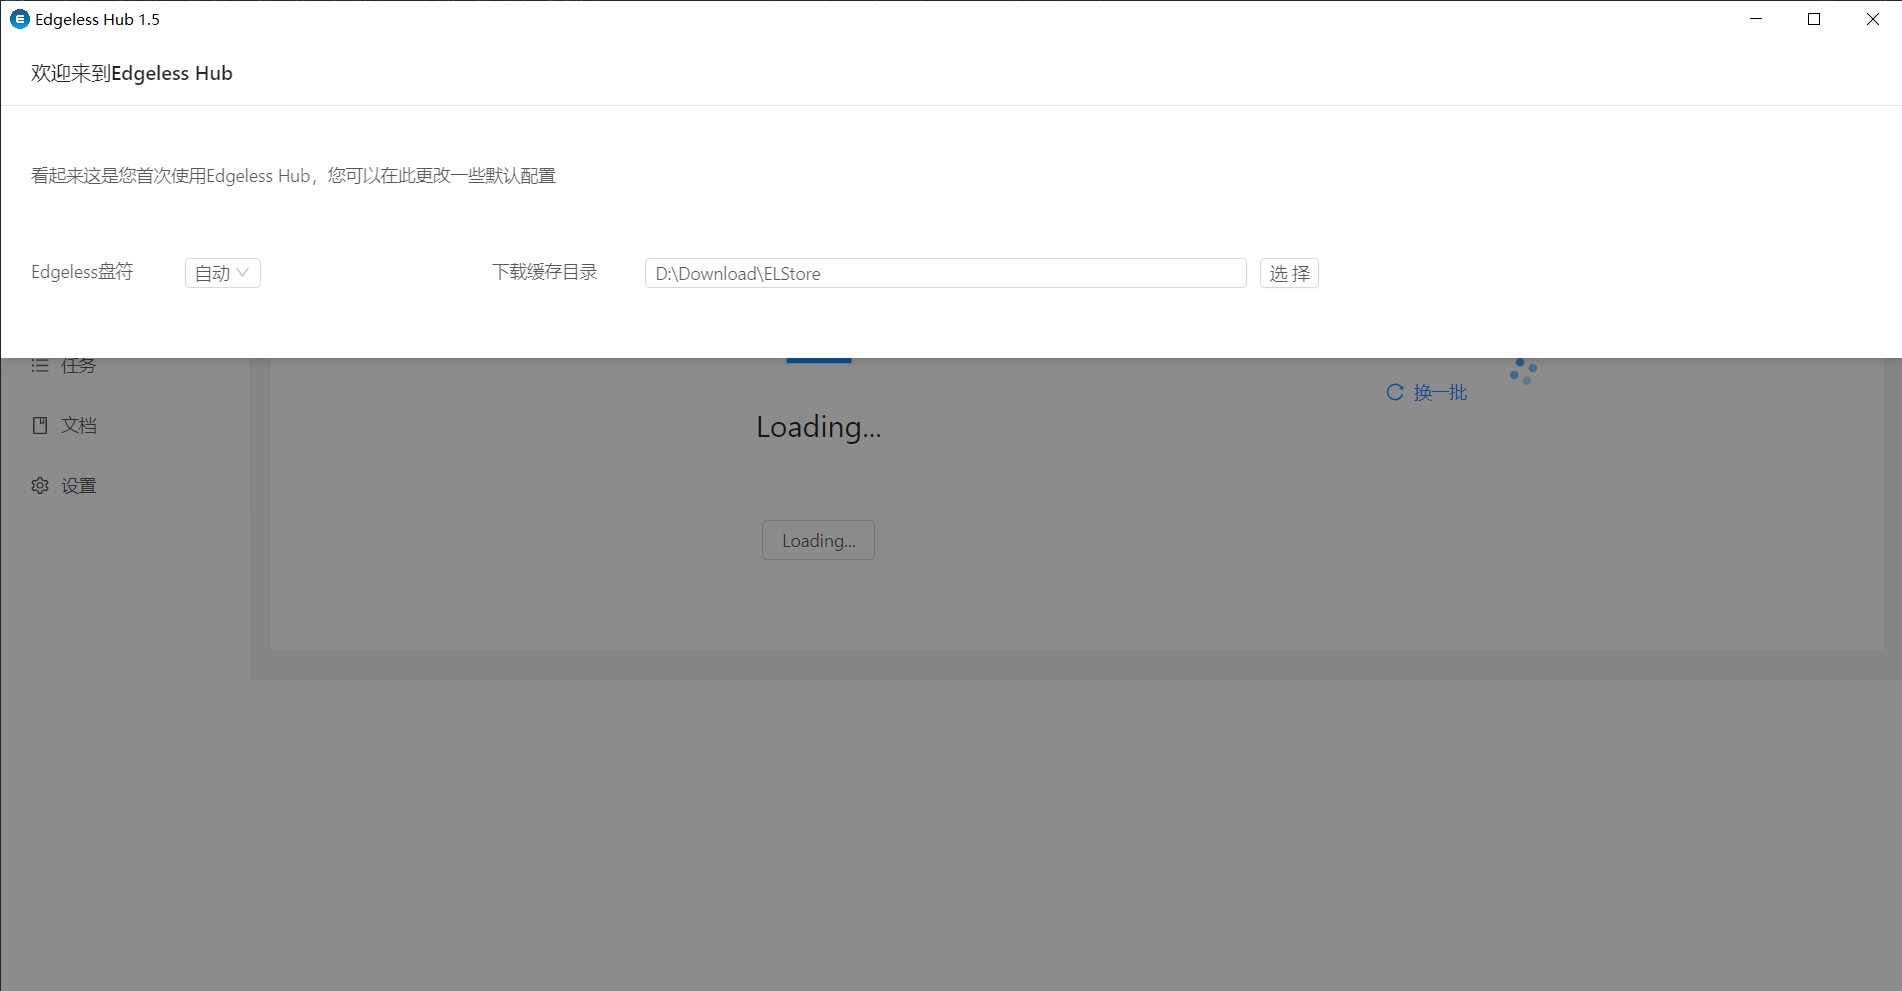 Edgeless Hub 1.5
欢迎来到Edgeless Hub
看起来这是您首次使用Edgeless Hub，您可以在此更改一些默认配置
Edgeless盘符 自动 下载缓存目录 D:\Download\ELStore 选 择
任务
换一批
文档
Loading...
设置
Loading...